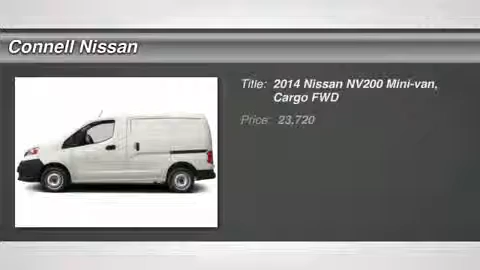 Connell Nissan
Title: 2014 Nissan NV200 Mini-van,
Cargo FWD
Price: 23,720